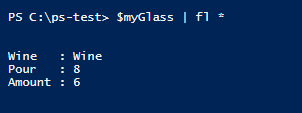 PS C:\ps-test> $myGlass | fl *
Wine   : Wine
Pour   : 8
Amount : 6